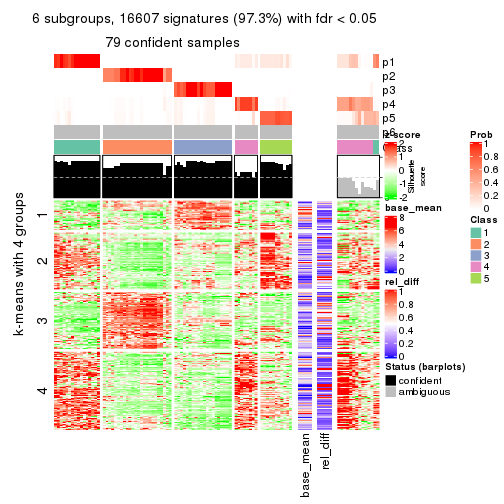 6 subgroups, 16607 signatures (97.3%) with fdr < 0.05
79 confident samples
p1
p2
p3
p4
p5
p6
Class
z-score
2
1
0
-1
-2
Silhouette
score
k-means with 4 groups
1
2
3
4
base_mean
8
6
4
2
0
rel_diff
1
0.8
0.6
0.4
0.2
0
Status (barplots)
confident
ambiguous
Prob
1
0.8
0.6
0.4
0.2
0
Class
1
2
3
4
5
base_mean
rel_diff